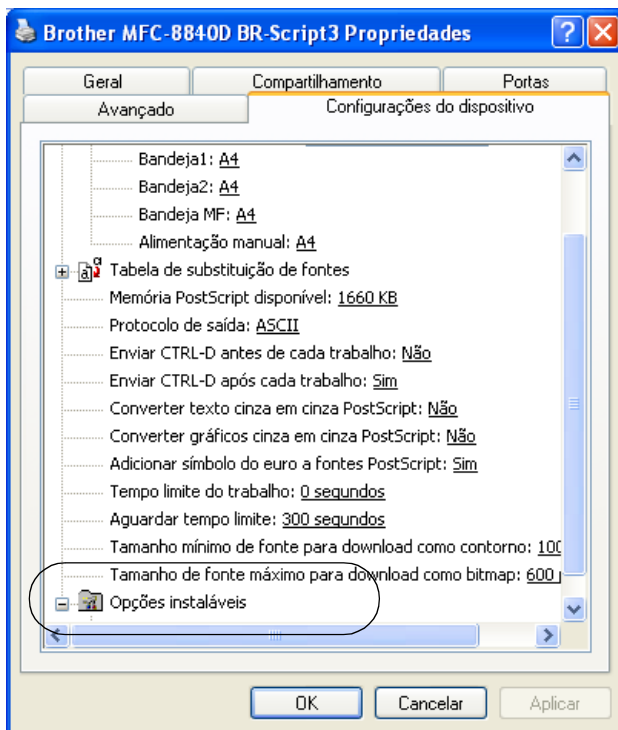 Brother MFC-8840D BR-Script3 Propriedades
Geral Compartilhamento Portas
Avançado Configurações do dispositivo
Bandeja1: A4
Bandeja2: A4
Bandeja MF: A4
Alimentação manual: A4
Tabela de substituição de fontes
Memória PostScript disponível: 1660 KB
Protocolo de saída: ASCII
Enviar CTRL-D antes de cada trabalho: Não
Enviar CTRL-D após cada trabalho: Sim
Converter texto cinza em cinza PostScript: Não
Converter gráficos cinza em cinza PostScript: Não
Adicionar símbolo do euro a fontes PostScript: Sim
Tempo limite do trabalho: 0 segundos
Aguardar tempo limite: 300 segundos
Tamanho mínimo de fonte para download como contorno: 100
Tamanho de fonte máximo para download como bitmap: 600
Opções instaláveis
OK Cancelar Aplicar